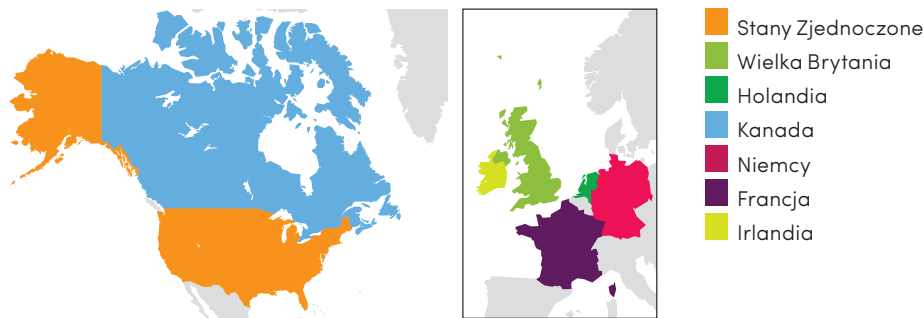 Stany Zjednoczone
Wielka Brytania
Holandia
Kanada
Niemcy
Francja
Irlandia